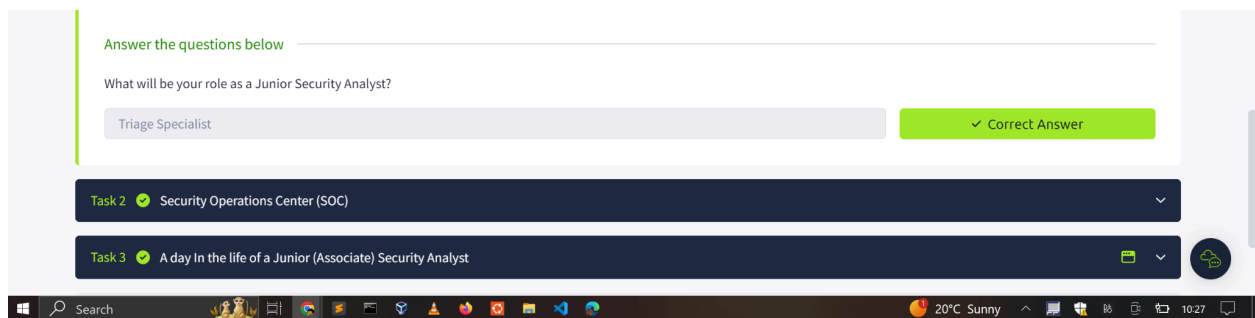 Answer the questions below
What will be your role as a Junior Security Analyst?
Triage Specialist
✓ Correct Answer
Task 2 Security Operations Center (SOC)
Task 3 A day In the life of a Junior (Associate) Security Analyst
Search 20°C Sunny 10:27